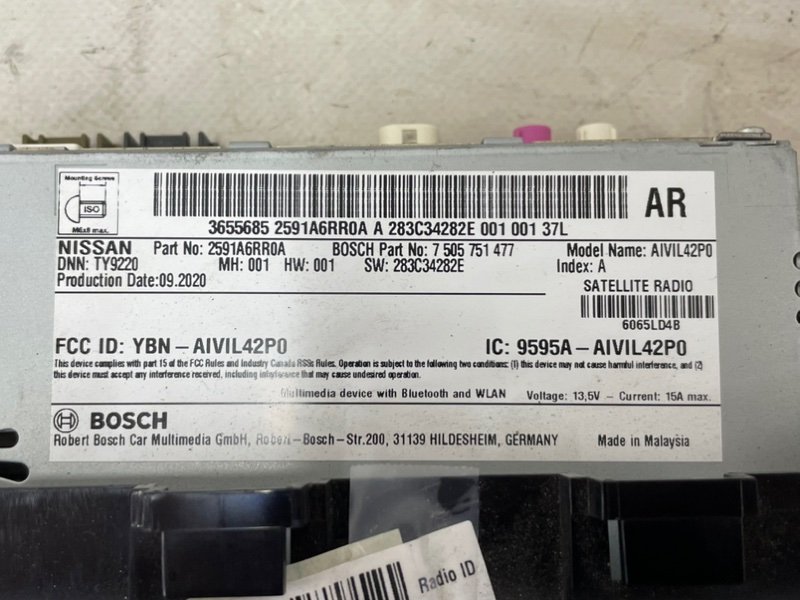 Mounting Screws
ISO
M6x8 max.
AR
3655685 2591A6RR0A A 283C34282E 001 001 37L
NISSAN Part No: 2591A6RR0A BOSCH Part No: 7 505 751 477 Model Name: AIVIL42P0
DNN: TY9220 MH: 001 HW: 001 SW: 283C34282E Index: A
Production Date:09.2020
SATELLITE RADIO
6065LD4B
FCC ID: YBN - AIVIL42P0 IC: 9595A - AIVIL42P0
This device complies with part 15 of the FCC Rules and Industry Canada RSSs Rules. Operation is subject to the following two conditions: (1) this device may not cause harmful interference, and (2)
this device must accept any interference received, including interference that may cause undesired operation.
Multimedia device with Bluetooth and WLAN Voltage: 13,5V - Current: 15A max.
BOSCH
Robert Bosch Car Multimedia GmbH, Robert-Bosch-Str.200, 31139 HILDESHEIM, GERMANY Made in Malaysia
Radio ID